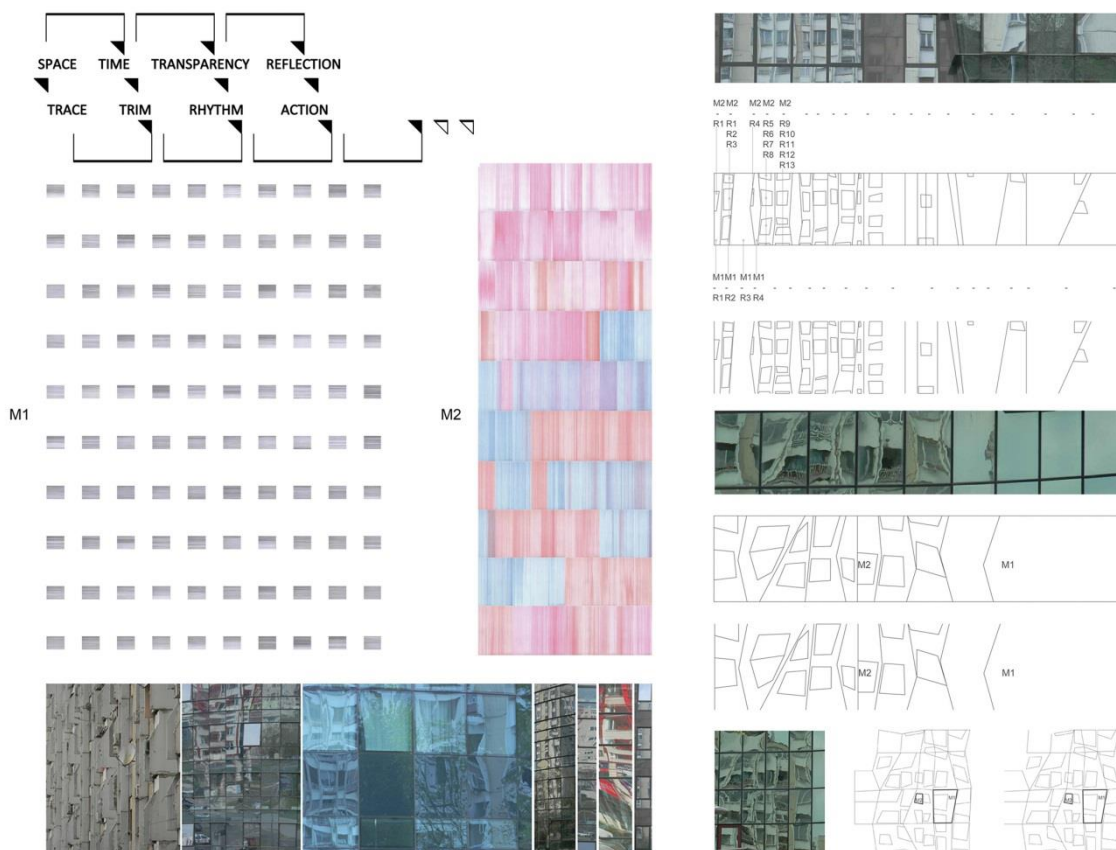 SPACE TIME TRANSPARENCY REFLECTION
TRACE TRIM RHYTHM ACTION
M1
M2
M2 M2 M2 M2 M2
R1 R1 R4 R5 R9
R2 R6 R10
R3 R7 R11
R8 R12
R13
M1 M1 M1 M1
R1 R2 R3 R4
M2 M1
M2 M1
M1
M1